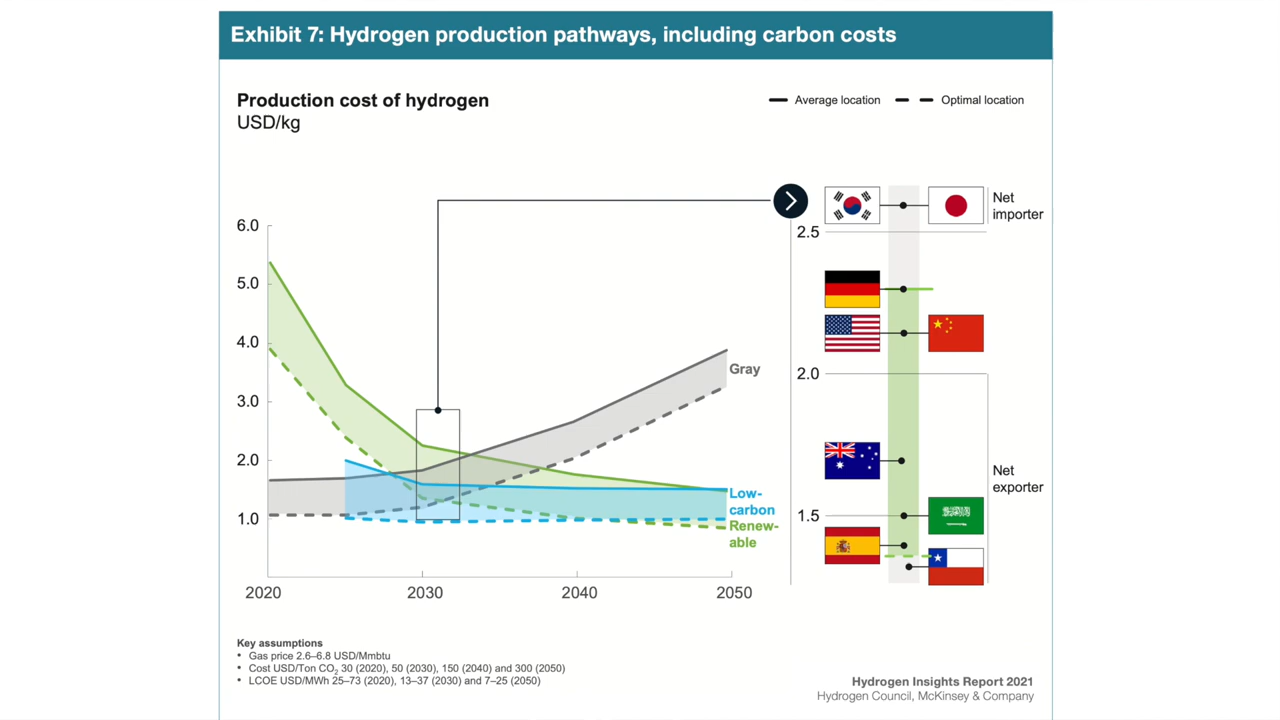 Exhibit 7: Hydrogen production pathways, including carbon costs
Production cost of hydrogen
USD/kg
Average location
Optimal location
6.0
5.0
4.0
3.0
2.0
1.0
2020
2030
2040
2050
Gray
Low-
carbon
Renew-
able
2.5
2.0
1.5
Net
importer
Net
exporter
Key assumptions
• Gas price 2.6–6.8 USD/Mmbtu
• Cost USD/Ton CO₂ 30 (2020), 50 (2030), 150 (2040) and 300 (2050)
• LCOE USD/MWh 25–73 (2020), 13–37 (2030) and 7–25 (2050)
Hydrogen Insights Report 2021
Hydrogen Council, McKinsey & Company